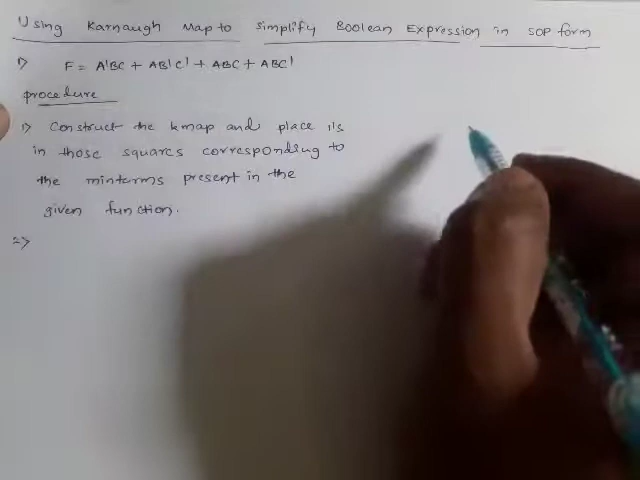 Using Karnaugh Map to simplify Boolean Expression in SOP form
1) F = A'BC + AB'C' + ABC + ABC'
procedure
1) Construct the kmap and place 1's
in those squares corresponding to
the minterms present in the
given function.
=>